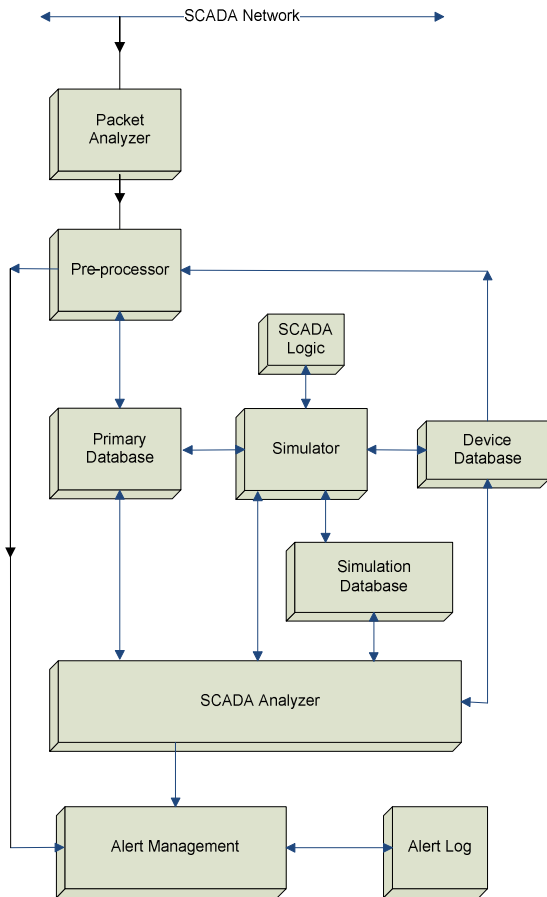 SCADA Network
Packet
Analyzer
Pre-processor
SCADA
Logic
Primary
Database
Simulator
Device
Database
Simulation
Database
SCADA Analyzer
Alert Management
Alert Log